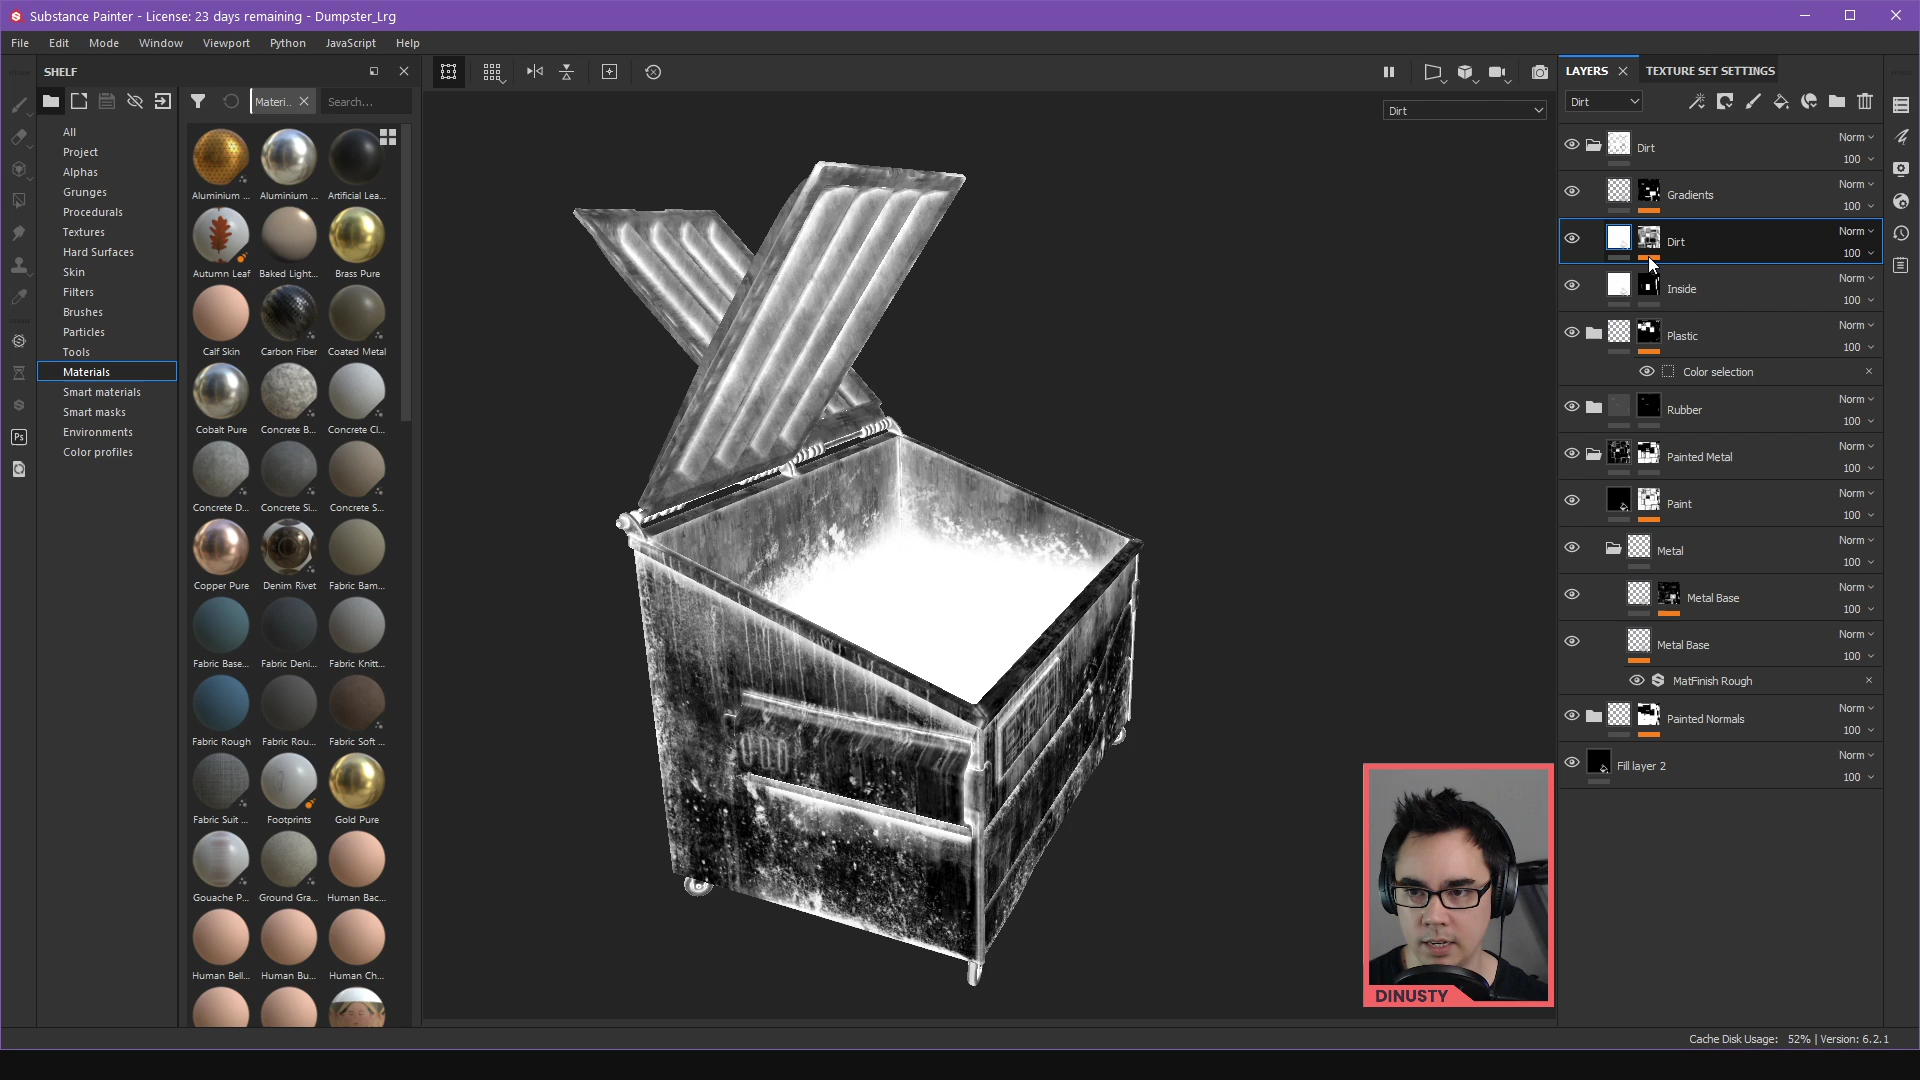 Substance Painter - License: 23 days remaining - Dumpster_Lrg
File Edit Mode Window Viewport Python JavaScript Help
SHELF
Materi..
Search...
All
Project
Alphas
Grunges
Procedurals
Textures
Hard Surfaces
Skin
Filters
Brushes
Particles
Tools
Materials
Smart materials
Smart masks
Environments
Color profiles
Ps
Aluminium ... Aluminium ... Artificial Lea...
Autumn Leaf Baked Light... Brass Pure
Calf Skin Carbon Fiber Coated Metal
Cobalt Pure Concrete B... Concrete Cl...
Concrete D... Concrete Si... Concrete S...
Copper Pure Denim Rivet Fabric Bam...
Fabric Base... Fabric Deni... Fabric Knitt...
Fabric Rough Fabric Rou... Fabric Soft ...
Fabric Suit ... Footprints Gold Pure
Gouache P... Ground Gra... Human Bac...
Human Bell... Human Bu... Human Ch...
Dirt
DINUSTY
LAYERS TEXTURE SET SETTINGS
Dirt
Dirt Norm 100
Gradients Norm 100
Dirt Norm 100
Inside Norm 100
Plastic Norm 100
Color selection
Rubber Norm 100
Painted Metal Norm 100
Paint Norm 100
Metal Norm 100
Metal Base Norm 100
Metal Base Norm 100
MatFinish Rough
Painted Normals Norm 100
Fill layer 2 Norm 100
Cache Disk Usage: 52% | Version: 6.2.1